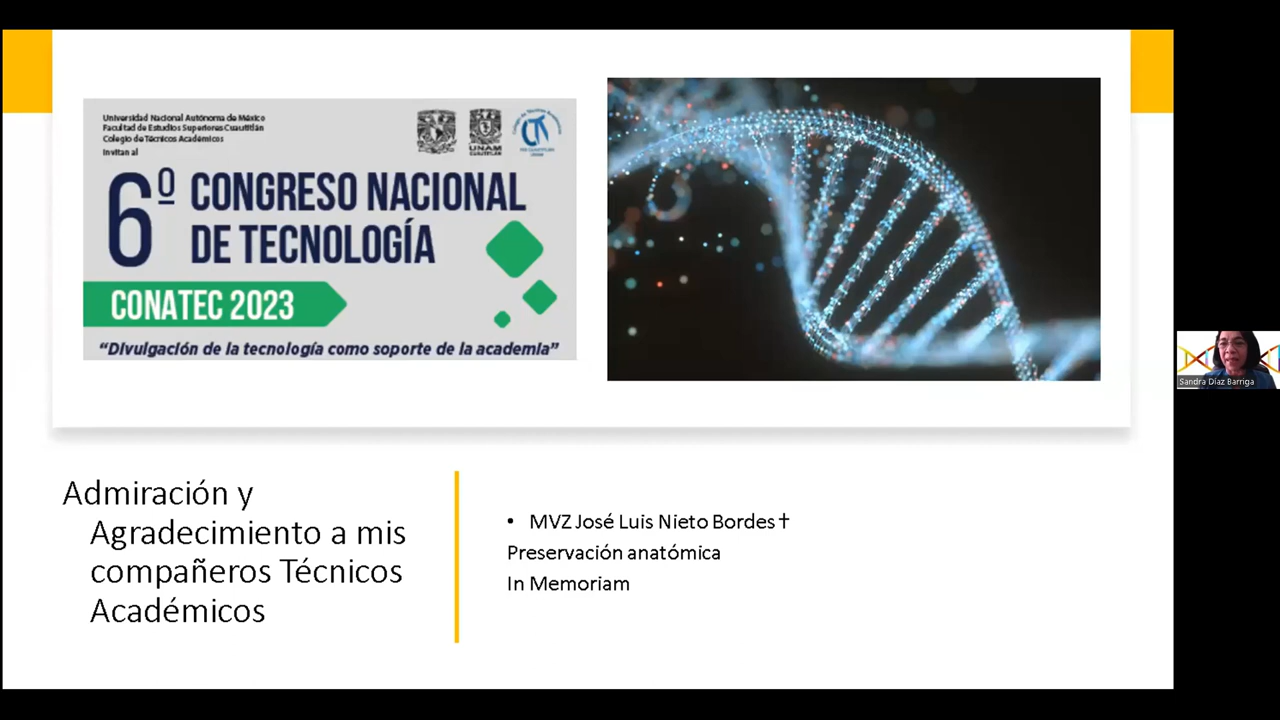 Universidad Nacional Autónoma de México
Facultad de Estudios Superiores Cuautitlán
Colegio de Técnicos Académicos
Invitan al
UNAM
CUAUTITLÁN
6º CONGRESO NACIONAL
DE TECNOLOGÍA
CONATEC 2023
“Divulgación de la tecnología como soporte de la academia”
Sandra Díaz Barriga
Admiración y
Agradecimiento a mis
compañeros Técnicos
Académicos
• MVZ José Luis Nieto Bordes †
Preservación anatómica
In Memoriam